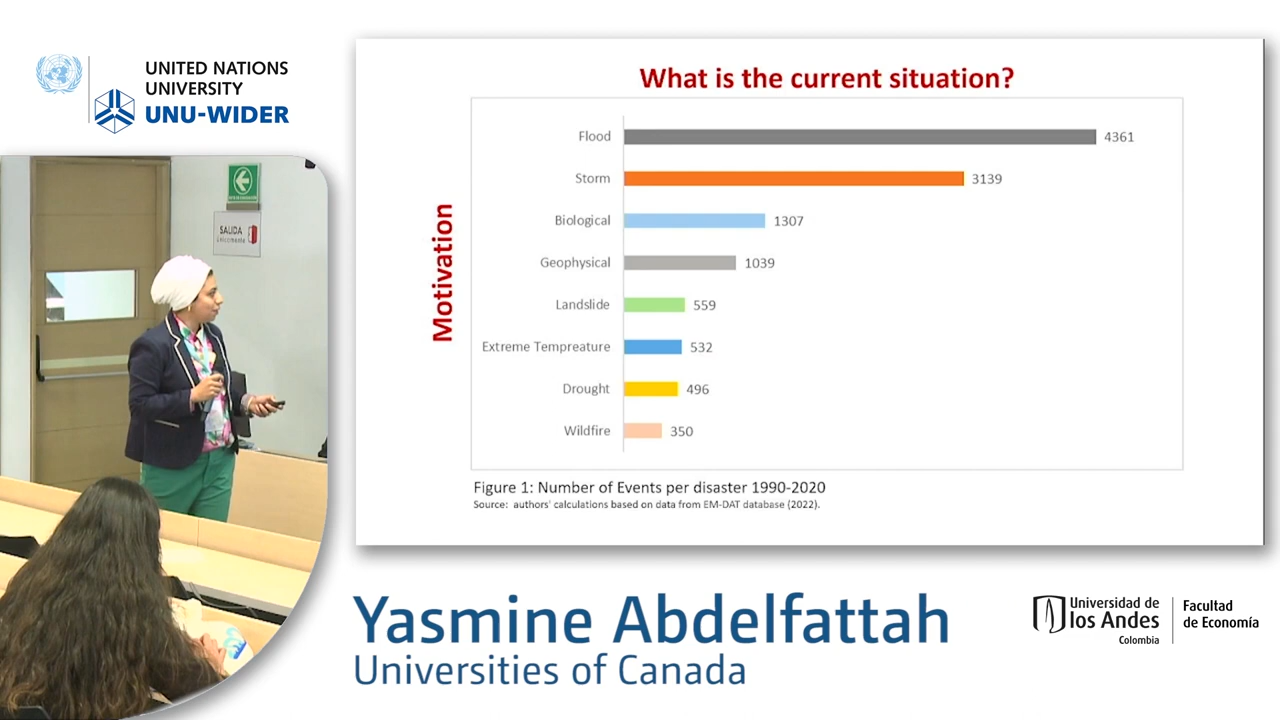 UNITED NATIONS
UNIVERSITY
UNU-WIDER
SALIDA
What is the current situation?
Motivation
Flood 4361
Storm 3139
Biological 1307
Geophysical 1039
Landslide 559
Extreme Tempreature 532
Drought 496
Wildfire 350
Figure 1: Number of Events per disaster 1990-2020
Source: authors' calculations based on data from EM-DAT database (2022).
Yasmine Abdelfattah
Universities of Canada
Universidad de
los Andes
Colombia
Facultad
de Economía